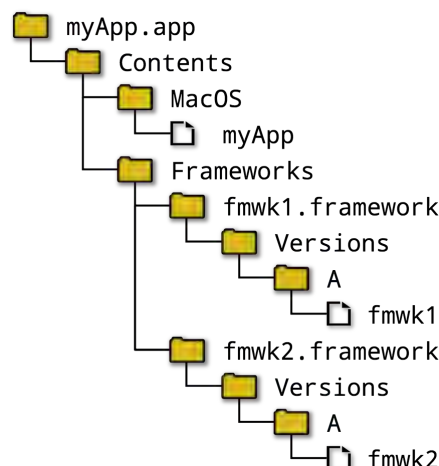 myApp.app
Contents
MacOS
myApp
Frameworks
fmwk1.framework
Versions
A
fmwk1
fmwk2.framework
Versions
A
fmwk2